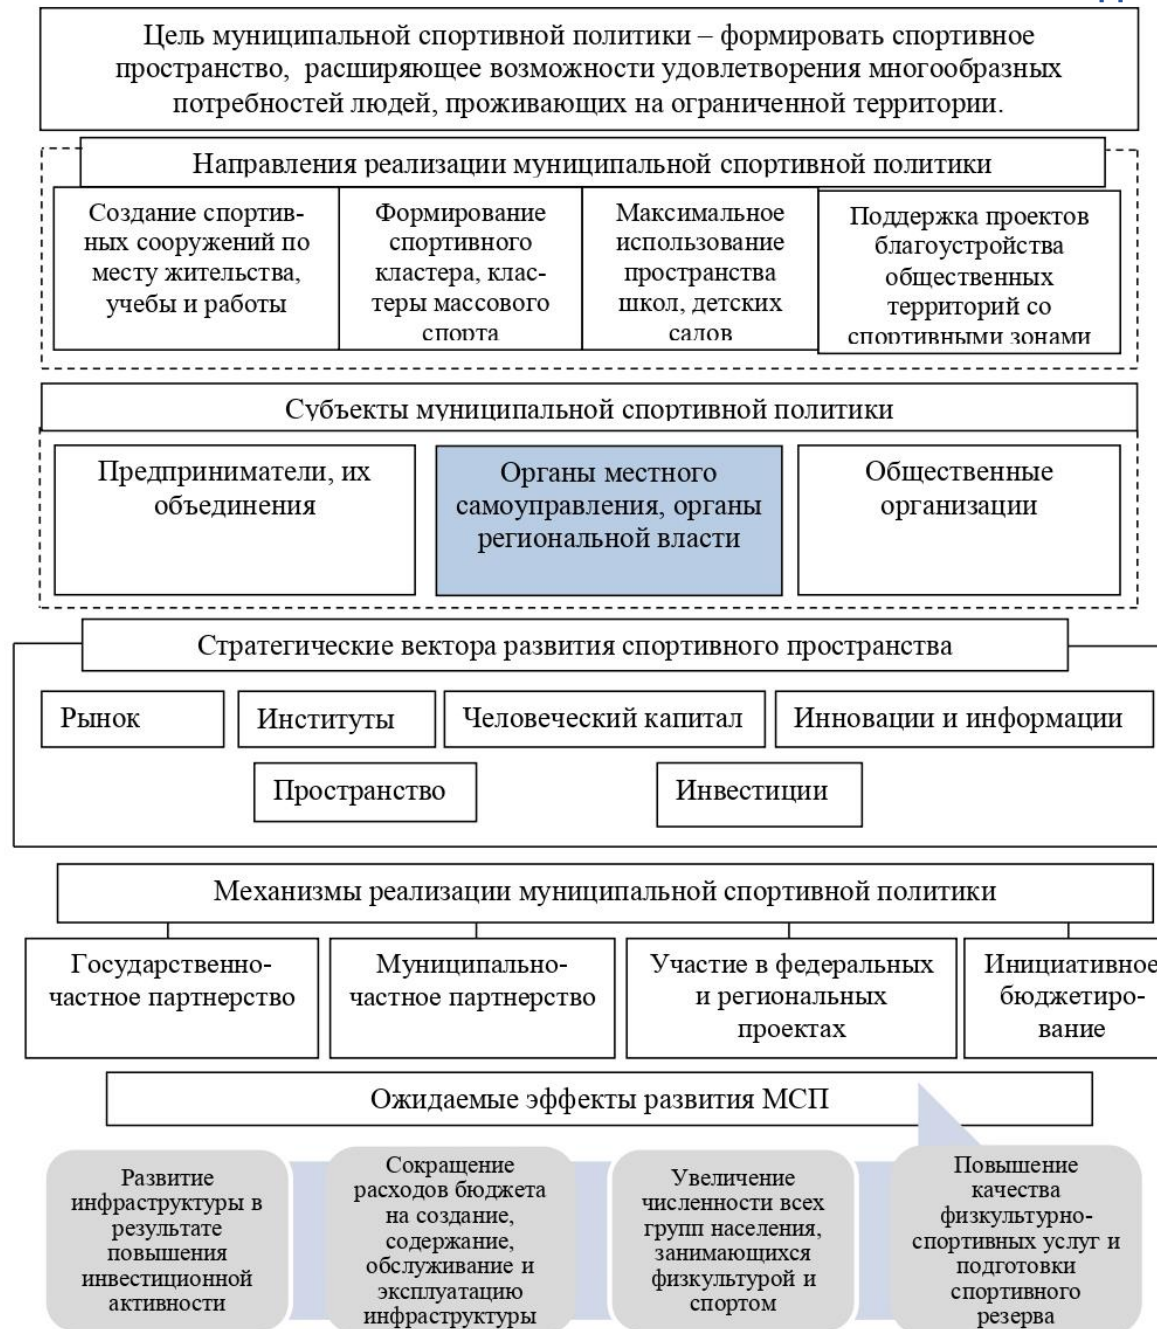 Цель муниципальной спортивной политики – формировать спортивное
пространство, расширяющее возможности удовлетворения многообразных
потребностей людей, проживающих на ограниченной территории.
Направления реализации муниципальной спортивной политики
Создание спортив-
ных сооружений по
месту жительства,
учебы и работы
Формирование
спортивного
кластера, клас-
теры массового
спорта
Максимальное
использование
пространства
школ, детских
садов
Поддержка проектов
благоустройства
общественных
территорий со
спортивными зонами
Субъекты муниципальной спортивной политики
Предприниматели, их
объединения
Органы местного
самоуправления, органы
региональной власти
Общественные
организации
Стратегические вектора развития спортивного пространства
Рынок
Институты
Человеческий капитал
Инновации и информации
Пространство
Инвестиции
Механизмы реализации муниципальной спортивной политики
Государственно-
частное партнерство
Муниципально-
частное партнерство
Участие в федеральных
и региональных
проектах
Инициативное
бюджетиро-
вание
Ожидаемые эффекты развития МСП
Развитие
инфраструктуры в
результате
повышения
инвестиционной
активности
Сокращение
расходов бюджета
на создание,
содержание,
обслуживание и
эксплуатацию
инфраструктуры
Увеличение
численности всех
групп населения,
занимающихся
физкультурой и
спортом
Повышение
качества
физкультурно-
спортивных услуг и
подготовки
спортивного
резерва